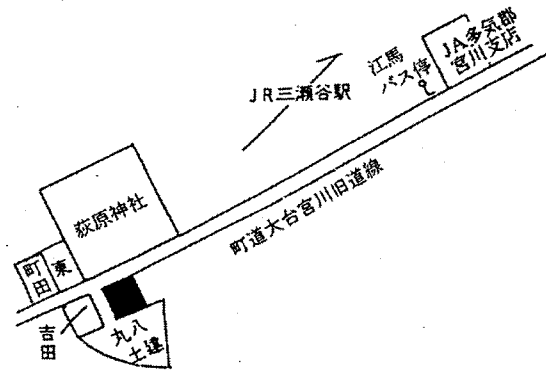 JA多気郡
宮川支店
江馬
バス停
JR三瀬谷駅
荻原神社
町道大台宮川旧道線
東
町田
吉田
丸八
土建